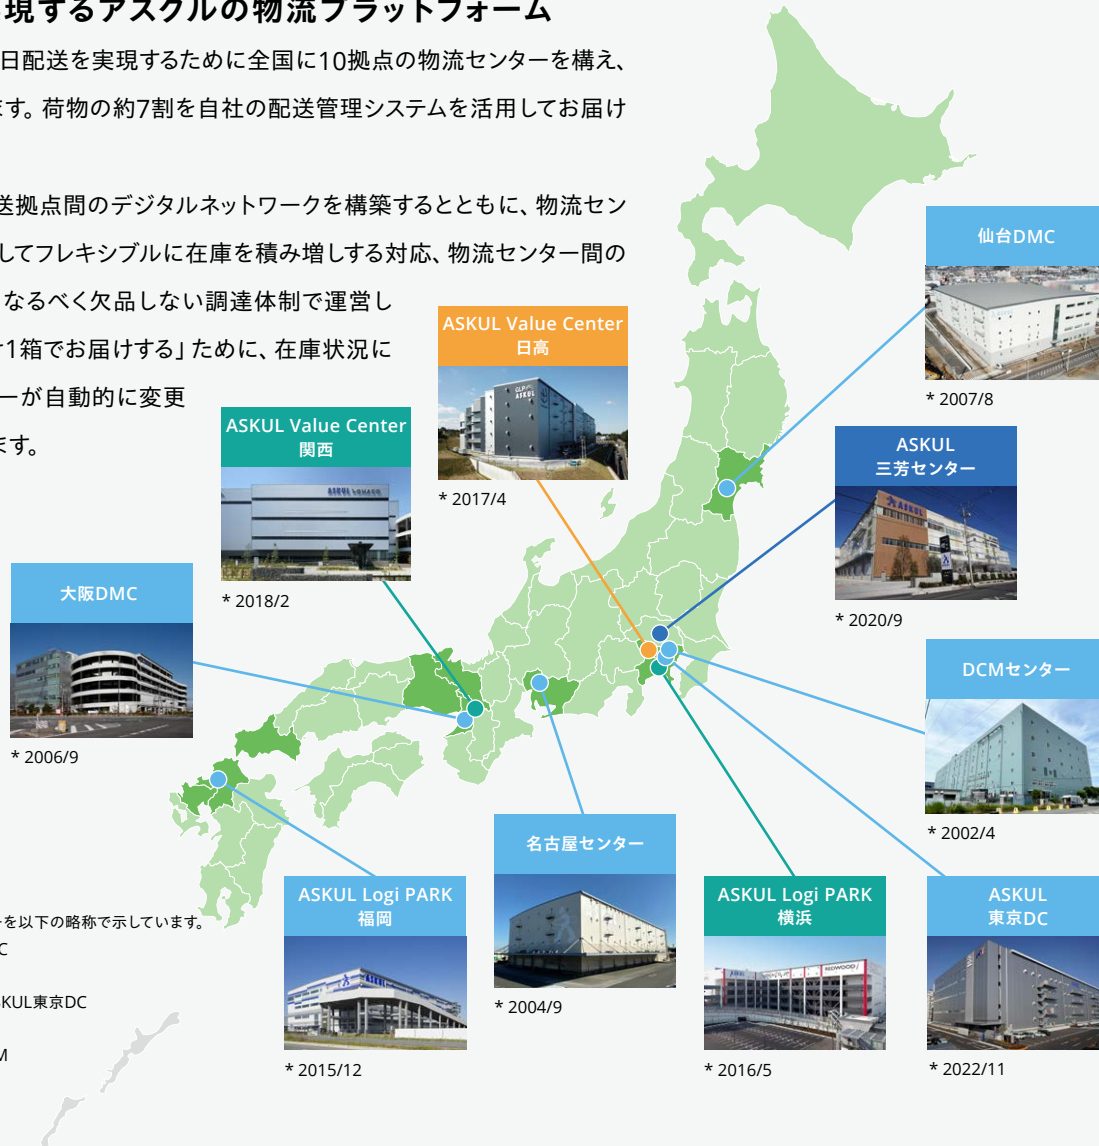 現するアスクルの物流プラットフォーム
日配送を実現するために全国に10拠点の物流センターを構え、
ます。荷物の約7割を自社の配送管理システムを活用してお届け
送拠点間のデジタルネットワークを構築するとともに、物流セン
してフレキシブルに在庫を積み増しする対応、物流センター間の
なるべく欠品しない調達体制で運営し
1箱でお届けする」ために、在庫状況に
ーが自動的に変更
ます。
仙台DMC
* 2007/8
ASKUL Value Center
日高
GLP
ASKUL
* 2017/4
ASKUL Value Center
関西
ASKUL LOHACO
* 2018/2
ASKUL
三芳センター
ASKUL
* 2020/9
大阪DMC
* 2006/9
DCMセンター
* 2002/4
名古屋センター
* 2004/9
ASKUL Logi PARK
福岡
ASKUL
* 2015/12
ASKUL Logi PARK
横浜
ASKUL
REDWOOD
* 2016/5
ASKUL
東京DC
* 2022/11
を以下の略称で示しています。
C
KUL東京DC
M